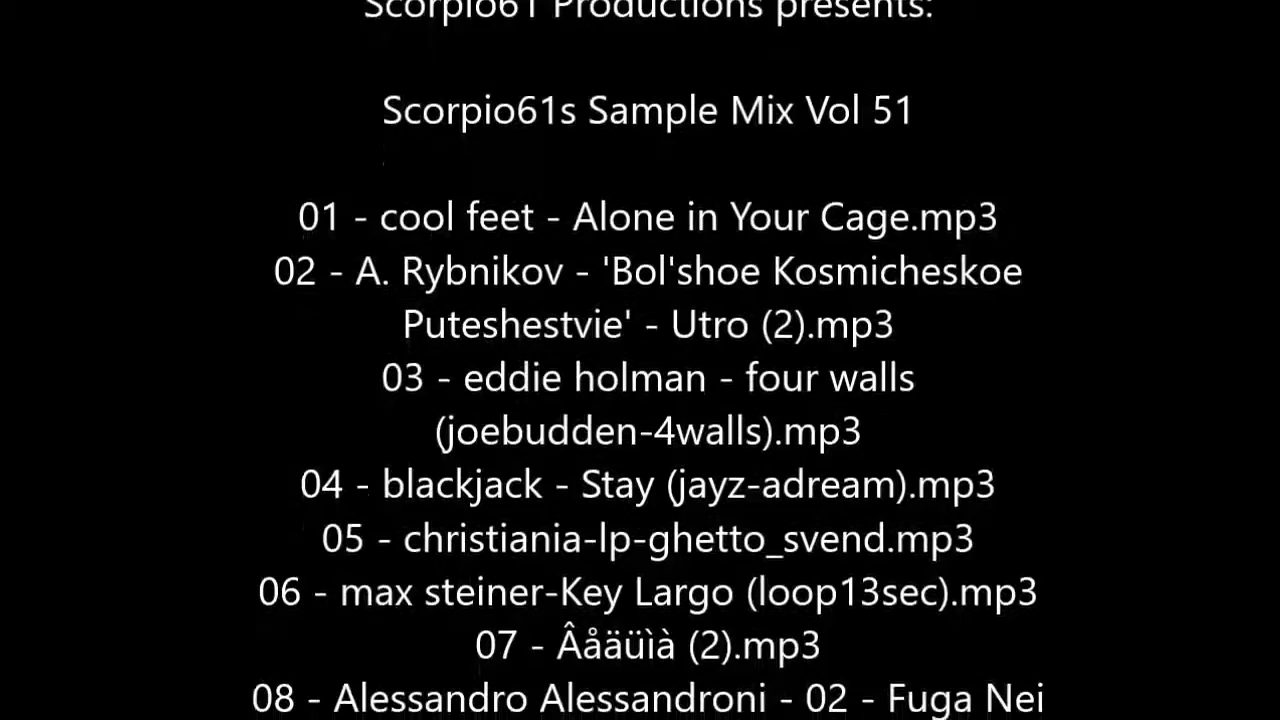 Scorpio61 Productions presents:
Scorpio61s Sample Mix Vol 51
01 - cool feet - Alone in Your Cage.mp3
02 - A. Rybnikov - 'Bol'shoe Kosmicheskoe
Puteshestvie' - Utro (2).mp3
03 - eddie holman - four walls
(joebudden-4walls).mp3
04 - blackjack - Stay (jayz-adream).mp3
05 - christiania-lp-ghetto_svend.mp3
06 - max steiner-Key Largo (loop13sec).mp3
07 - Âåäüìà (2).mp3
08 - Alessandro Alessandroni - 02 - Fuga Nei